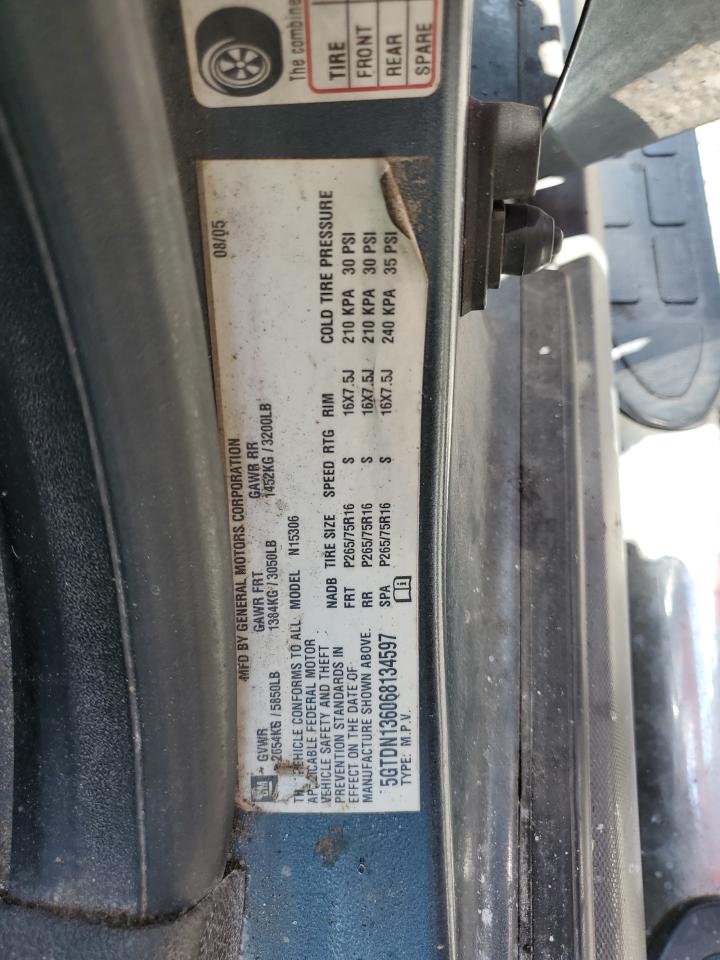 MFD BY GENERAL MOTORS CORPORATION 08/05
GVWR GAWR FRT GAWR RR
2654KG / 5850LB 1384KG / 3050LB 1452KG / 3200LB
THIS VEHICLE CONFORMS TO ALL
APPLICABLE FEDERAL MOTOR
VEHICLE SAFETY AND THEFT
PREVENTION STANDARDS IN
EFFECT ON THE DATE OF
MANUFACTURE SHOWN ABOVE.
5GTDN136068134597
TYPE: M.P.V.
MODEL N15306
NADB TIRE SIZE SPEED RTG RIM COLD TIRE PRESSURE
FRT P265/75R16 S 16X7.5J 210 KPA 30 PSI
RR P265/75R16 S 16X7.5J 210 KPA 30 PSI
SPA P265/75R16 S 16X7.5J 240 KPA 35 PSI
The combine
TIRE
FRONT
REAR
SPARE